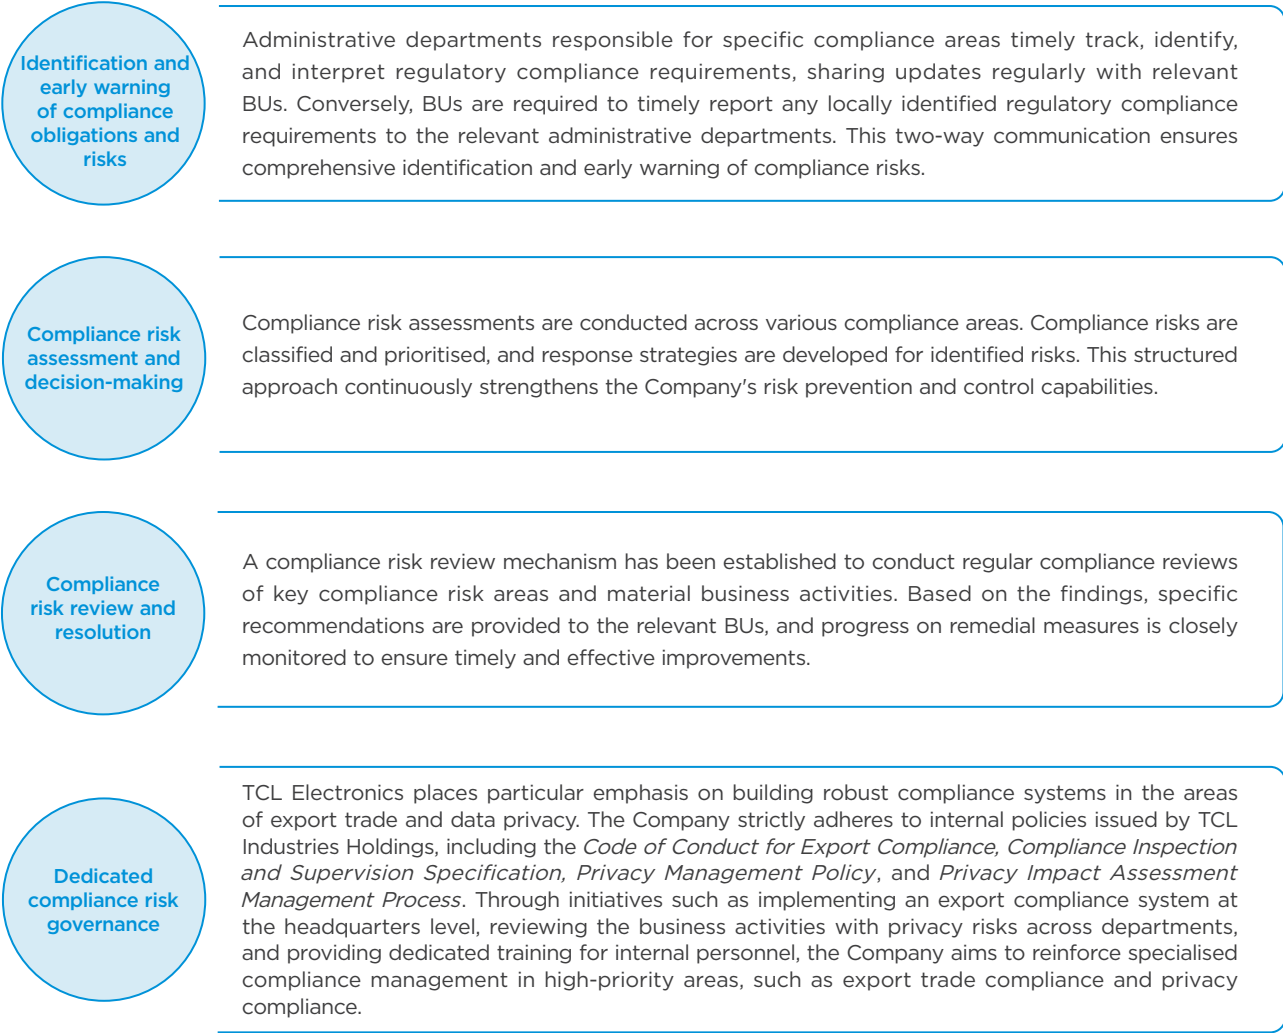 Identification and
early warning
of compliance
obligations and
risks
Administrative departments responsible for specific compliance areas timely track, identify,
and interpret regulatory compliance requirements, sharing updates regularly with relevant
BUs. Conversely, BUs are required to timely report any locally identified regulatory compliance
requirements to the relevant administrative departments. This two-way communication ensures
comprehensive identification and early warning of compliance risks.
Compliance risk
assessment and
decision-making
Compliance risk assessments are conducted across various compliance areas. Compliance risks are
classified and prioritised, and response strategies are developed for identified risks. This structured
approach continuously strengthens the Company's risk prevention and control capabilities.
Compliance
risk review and
resolution
A compliance risk review mechanism has been established to conduct regular compliance reviews
of key compliance risk areas and material business activities. Based on the findings, specific
recommendations are provided to the relevant BUs, and progress on remedial measures is closely
monitored to ensure timely and effective improvements.
Dedicated
compliance risk
governance
TCL Electronics places particular emphasis on building robust compliance systems in the areas
of export trade and data privacy. The Company strictly adheres to internal policies issued by TCL
Industries Holdings, including the Code of Conduct for Export Compliance, Compliance Inspection
and Supervision Specification, Privacy Management Policy, and Privacy Impact Assessment
Management Process. Through initiatives such as implementing an export compliance system at
the headquarters level, reviewing the business activities with privacy risks across departments,
and providing dedicated training for internal personnel, the Company aims to reinforce specialised
compliance management in high-priority areas, such as export trade compliance and privacy
compliance.